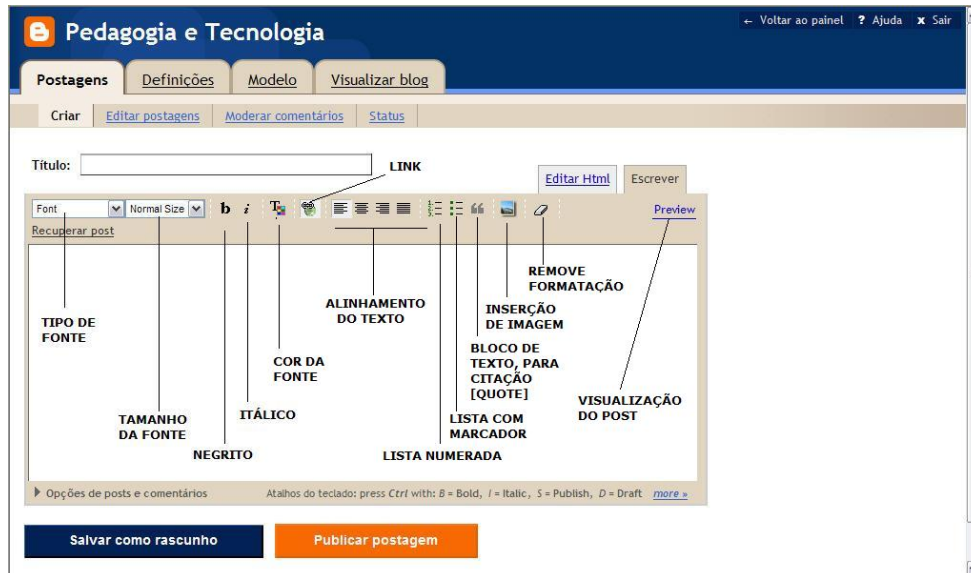 Pedagogia e Tecnologia
← Voltar ao painel ? Ajuda x Sair
Postagens Definições Modelo Visualizar blog
Criar Editar postagens Moderar comentários Status
Título:
LINK
Editar Html Escrever
Font Normal Size b i Preview
Recuperar post
REMOVE
FORMATAÇÃO
ALINHAMENTO
DO TEXTO
INSERÇÃO
DE IMAGEM
TIPO DE
FONTE
BLOCO DE
TEXTO, PARA
CITAÇÃO
[QUOTE]
COR DA
FONTE
VISUALIZAÇÃO
DO POST
ITÁLICO
TAMANHO
DA FONTE
LISTA COM
MARCADOR
NEGRITO
LISTA NUMERADA
Opções de posts e comentários Atalhos do teclado: press Ctrl with: B = Bold, I = Italic, S = Publish, D = Draft more »
Salvar como rascunho Publicar postagem